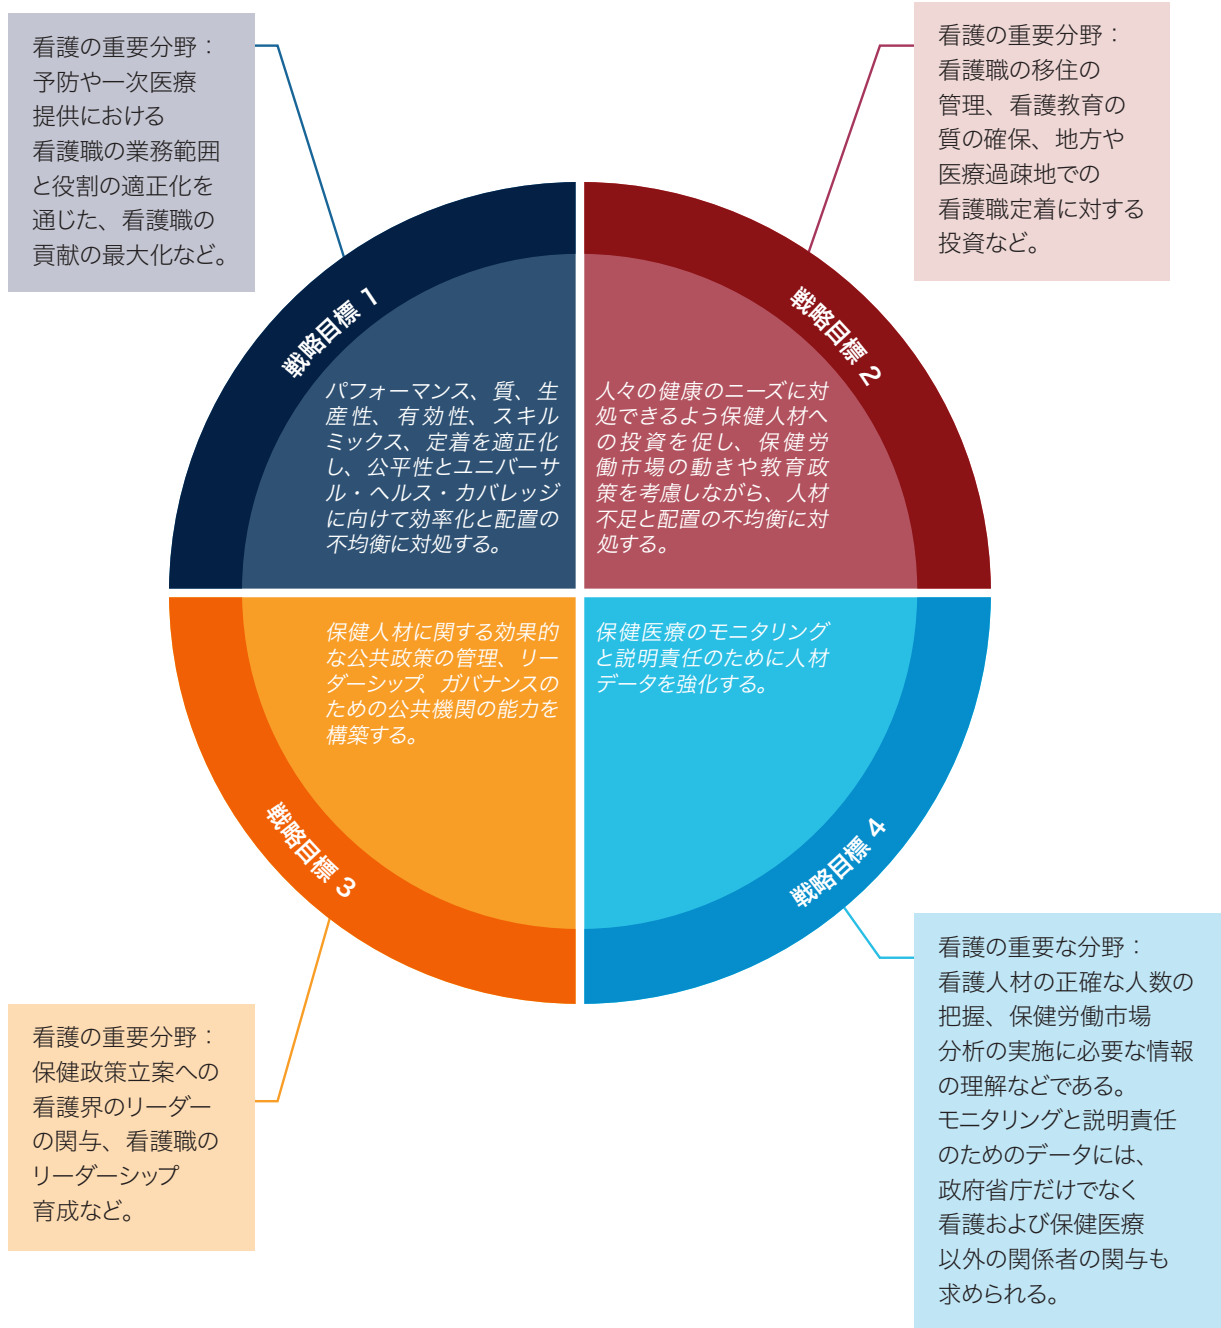 看護の重要分野：
予防や一次医療
提供における
看護職の業務範囲
と役割の適正化を
通じた、看護職の
貢献の最大化など。
看護の重要分野：
看護職の移住の
管理、看護教育の
質の確保、地方や
医療過疎地での
看護職定着に対する
投資など。
戦略目標 1
パフォーマンス、質、生
産性、有効性、スキル
ミックス、定着を適正化
し、公平性とユニバーサ
ル・ヘルス・カバレッジ
に向けて効率化と配置の
不均衡に対処する。
戦略目標 2
人々の健康のニーズに対
処できるよう保健人材へ
の投資を促し、保健労
働市場の動きや教育政
策を考慮しながら、人材
不足と配置の不均衡に対
処する。
保健人材に関する効果的
な公共政策の管理、リー
ダーシップ、ガバナンスの
ための公共機関の能力を
構築する。
戦略目標 3
保健医療のモニタリング
と説明責任のために人材
データを強化する。
戦略目標 4
看護の重要分野：
保健政策立案への
看護界のリーダー
の関与、看護職の
リーダーシップ
育成など。
看護の重要な分野：
看護人材の正確な人数の
把握、保健労働市場
分析の実施に必要な情報
の理解などである。
モニタリングと説明責任
のためのデータには、
政府省庁だけでなく
看護および保健医療
以外の関係者の関与も
求められる。